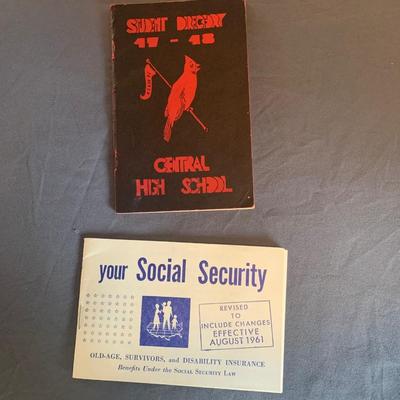 STUDENT DIRECTORY
47 - 48
CENTRAL
HIGH SCHOOL
your Social Security
REVISED
TO
INCLUDE CHANGES
EFFECTIVE
AUGUST 1961
OLD-AGE, SURVIVORS, and DISABILITY INSURANCE
Benefits Under the SOCIAL SECURITY LAW